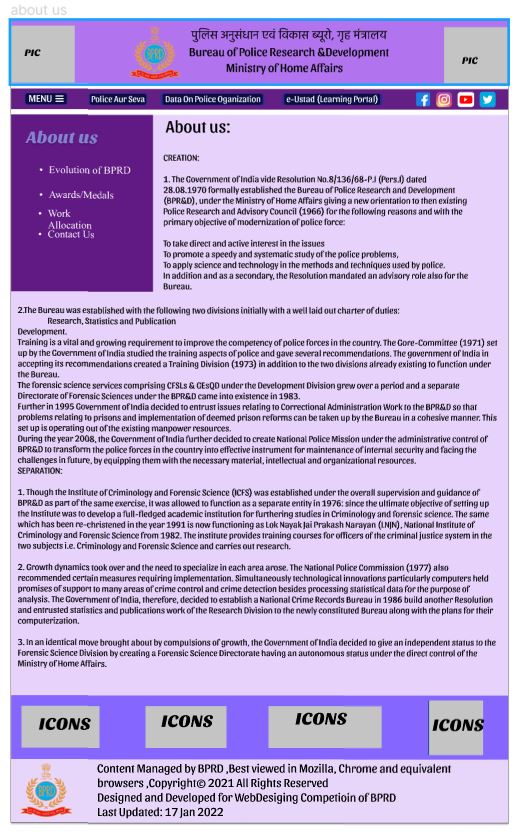 about us
PIC
BPRD
पुलिस अनुसंधान एवं विकास ब्यूरो, गृह मंत्रालय
Bureau of Police Research &Development
Ministry of Home Affairs
PIC
MENU
Police Aur Seva
Data On Police Oganization
e-Ustad (Learning Portal)
About us
• Evolution of BPRD
• Awards/Medals
• Work
Allocation
• Contact Us
About us:
CREATION:
1. The Government of India vide Resolution No.8/136/68-P.I (Pers.I) dated
28.08.1970 formally established the Bureau of Police Research and Development
(BPR&D), under the Ministry of Home Affairs giving a new orientation to then existing
Police Research and Advisory Council (1966) for the following reasons and with the
primary objective of modernization of police force:
To take direct and active interest in the issues
To promote a speedy and systematic study of the police problems,
To apply science and technology in the methods and techniques used by police.
In addition and as a secondary, the Resolution mandated an advisory role also for the
Bureau.
2.The Bureau was established with the following two divisions initially with a well laid out charter of duties:
Research, Statistics and Publication
Development.
Training is a vital and growing requirement to improve the competency of police forces in the country. The Gore-Committee (1971) set
up by the Government of India studied the training aspects of police and gave several recommendations. The government of India in
accepting its recommendations created a Training Division (1973) in addition to the two divisions already existing to function under
the Bureau.
The forensic science services comprising CFSLs & GEsQD under the Development Division grew over a period and a separate
Directorate of Forensic Sciences under the BPR&D came into existence in 1983.
Further in 1995 Government of India decided to entrust issues relating to Correctional Administration Work to the BPR&D so that
problems relating to prisons and implementation of deemed prison reforms can be taken up by the Bureau in a cohesive manner. This
set up is operating out of the existing manpower resources.
During the year 2008, the Government of India further decided to create National Police Mission under the administrative control of
BPR&D to transform the police forces in the country into effective instrument for maintenance of internal security and facing the
challenges in future, by equipping them with the necessary material, intellectual and organizational resources.
SEPARATION:
1. Though the Institute of Criminology and Forensic Science (ICFS) was established under the overall supervision and guidance of
BPR&D as part of the same exercise, it was allowed to function as a separate entity in 1976: since the ultimate objective of setting up
the Institute was to develop a full-fledged academic institution for furthering studies in Criminology and forensic science. The same
which has been re-christened in the year 1991 is now functioning as Lok Nayak Jai Prakash Narayan (LNJN), National Institute of
Criminology and Forensic Science from 1982. The institute provides training courses for officers of the criminal justice system in the
two subjects i.e. Criminology and Forensic Science and carries out research.
2. Growth dynamics took over and the need to specialize in each area arose. The National Police Commission (1977) also
recommended certain measures requiring implementation. Simultaneously technological innovations particularly computers held
promises of support to many areas of crime control and crime detection besides processing statistical data for the purpose of
analysis. The Government of India, therefore, decided to establish a National Crime Records Bureau in 1986 build another Resolution
and entrusted statistics and publications work of the Research Division to the newly constituted Bureau along with the plans for their
computerization.
3. In an identical move brought about by compulsions of growth, the Government of India decided to give an independent status to the
Forensic Science Division by creating a Forensic Science Directorate having an autonomous status under the direct control of the
Ministry of Home Affairs.
ICONS
ICONS
ICONS
ICONS
BPRD
Content Managed by BPRD ,Best viewed in Mozilla, Chrome and equivalent
browsers ,Copyright© 2021 All Rights Reserved
Designed and Developed for WebDesiging Competioin of BPRD
Last Updated: 17 Jan 2022